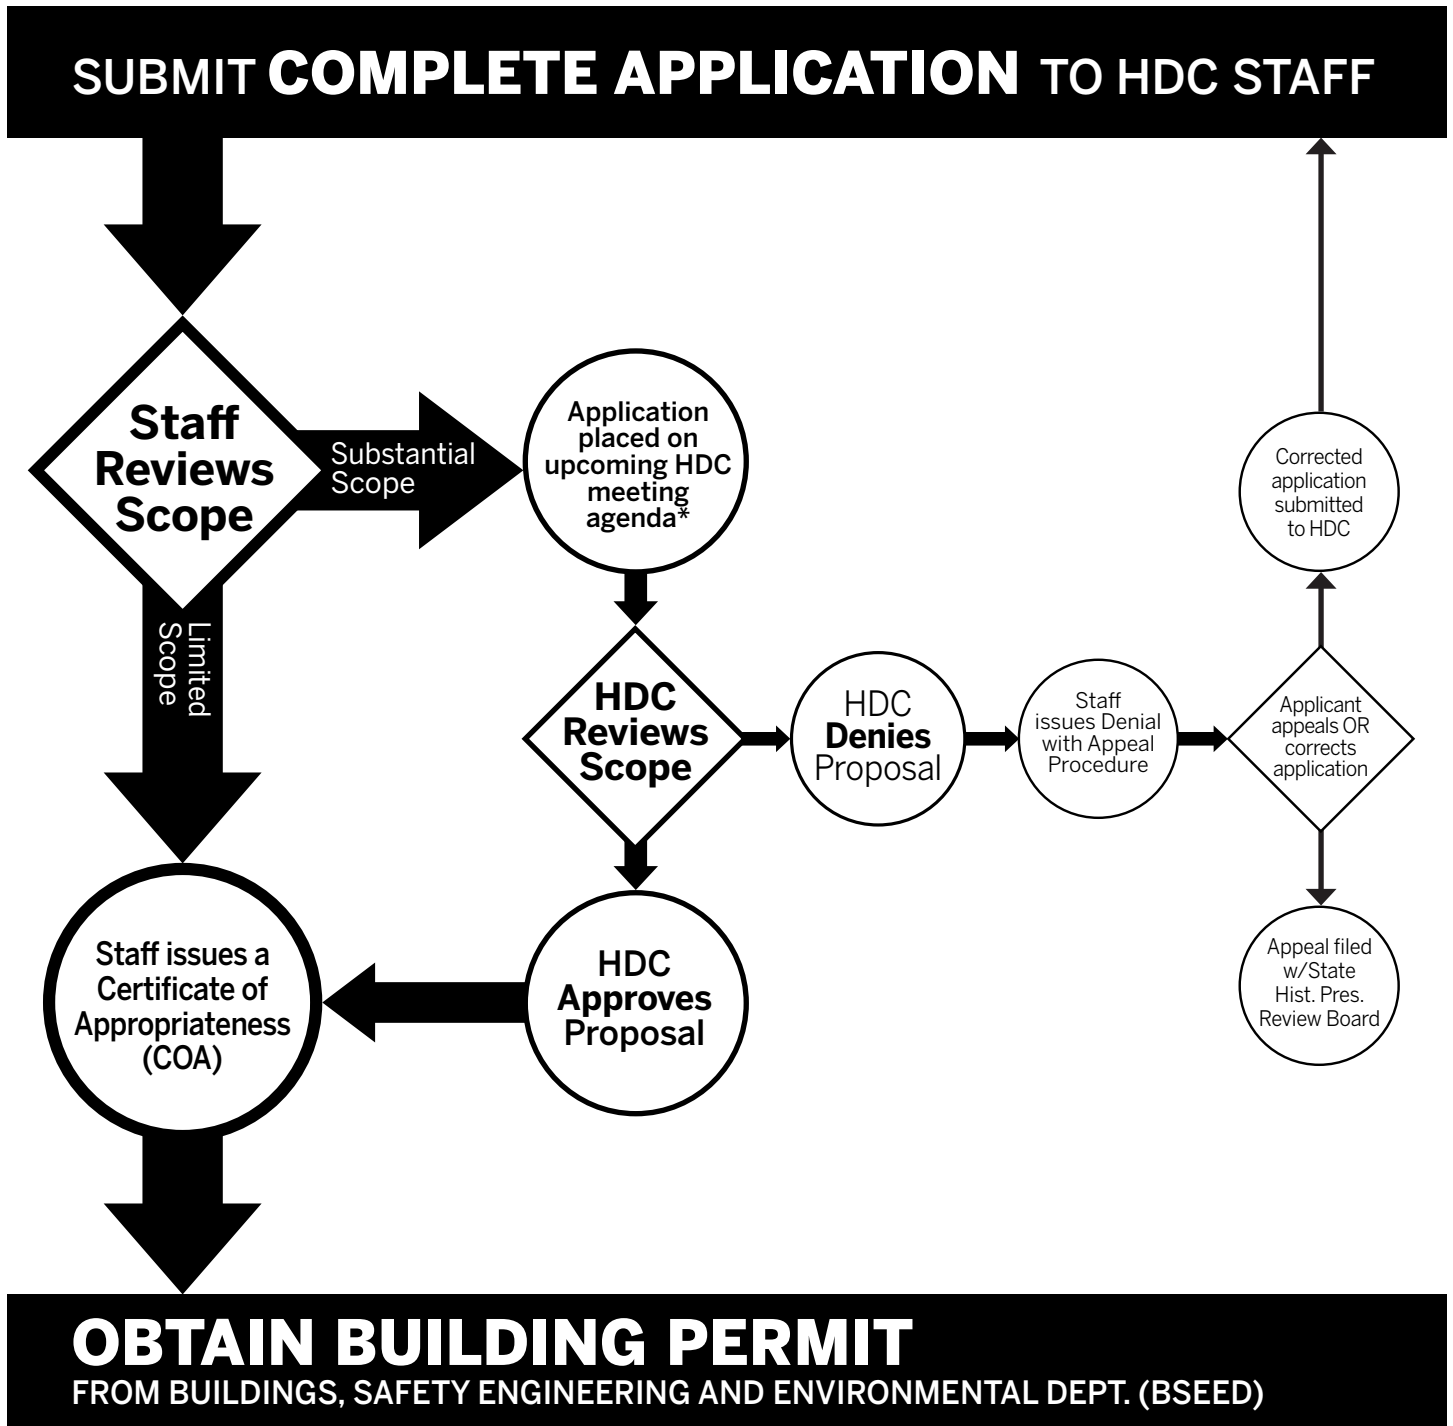 SUBMIT COMPLETE APPLICATION TO HDC STAFF
Staff
Reviews
Scope
Substantial
Scope
Application
placed on
upcoming HDC
meeting
agenda*
Corrected
application
submitted
to HDC
Limited
Scope
HDC
Reviews
Scope
HDC
Denies
Proposal
Staff
issues Denial
with Appeal
Procedure
Applicant
appeals OR
corrects
application
Staff issues a
Certificate of
Appropriateness
(COA)
HDC
Approves
Proposal
Appeal filed
w/State
Hist. Pres.
Review Board
OBTAIN BUILDING PERMIT
FROM BUILDINGS, SAFETY ENGINEERING AND ENVIRONMENTAL DEPT. (BSEED)